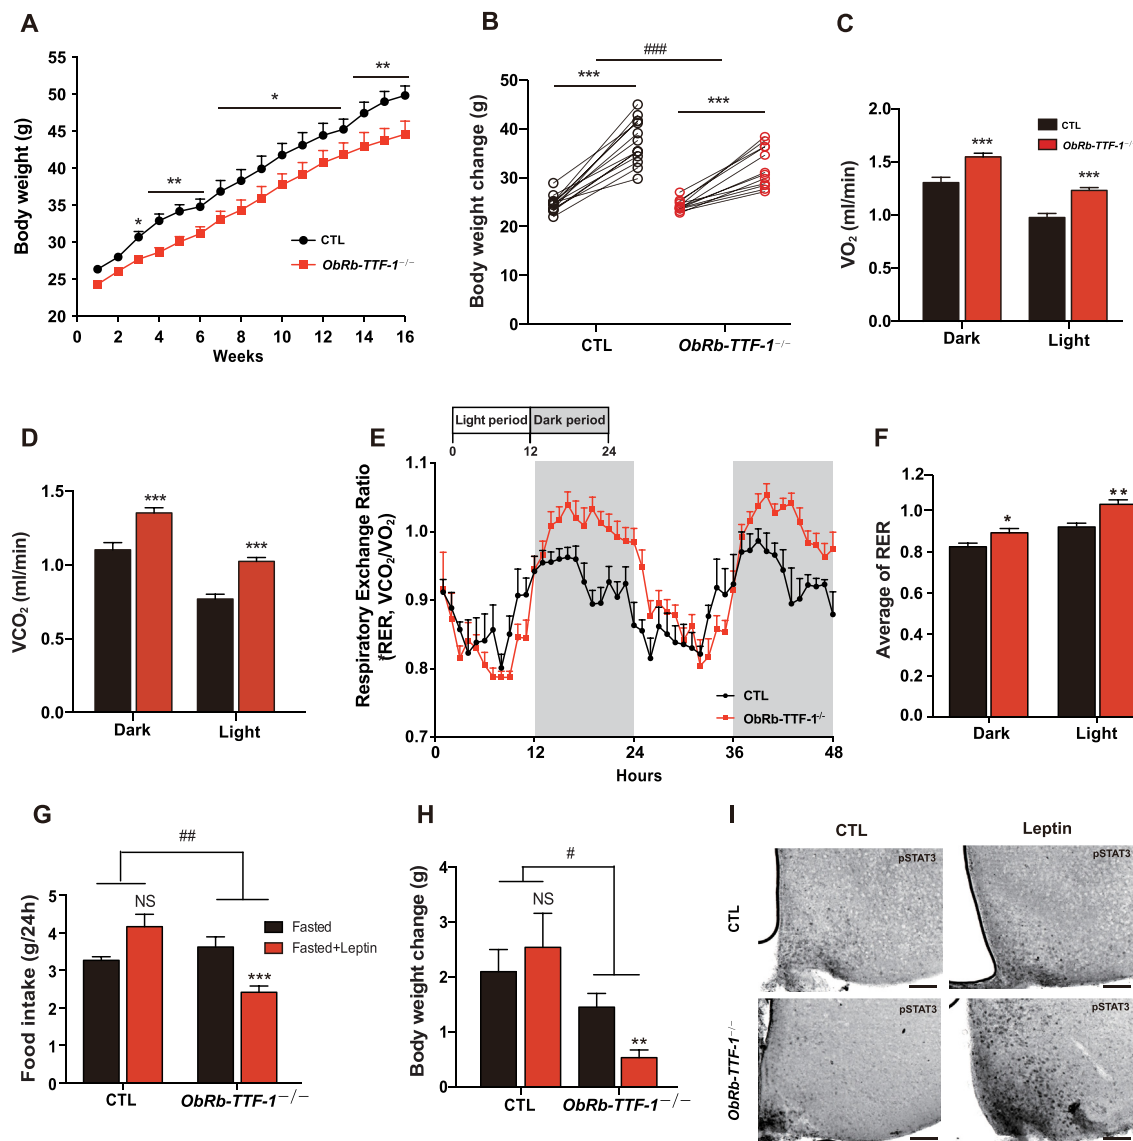 A
55
50
45
40
35
30
25
20
Body weight (g)
*
**
*
**
CTL
ObRb-TTF-1−/−
0 2 4 6 8 10 12 14 16
Weeks
B
###
***
***
50
40
30
20
10
0
Body weight change (g)
CTL ObRb-TTF-1−/−
C
2.0
1.5
1.0
0.5
0.0
VO2 (ml/min)
CTL
ObRb-TTF-1−/
***
***
Dark Light
D
1.5
1.0
0.5
0.0
VCO2 (ml/min)
***
***
Dark Light
E
Light period Dark period
0 12 24
1.1
1.0
0.9
0.8
0.7
Respiratory Exchange Ratio
(RER, VCO2/VO2)
CTL
ObRb-TTF-1-/-
0 12 24 36 48
Hours
F
1.2
1.0
0.8
0.6
0.4
0.2
0.0
Average of RER
*
**
Dark Light
G
##
5
4
3
2
1
0
Food intake (g/24h)
NS
***
Fasted
Fasted+Leptin
CTL ObRb-TTF-1−/−
H
#
4
3
2
1
0
Body weight change (g)
NS
**
CTL ObRb-TTF-1−/−
I
CTL Leptin
CTL
pSTAT3 pSTAT3
ObRb-TTF-1−/−
pSTAT3 pSTAT3